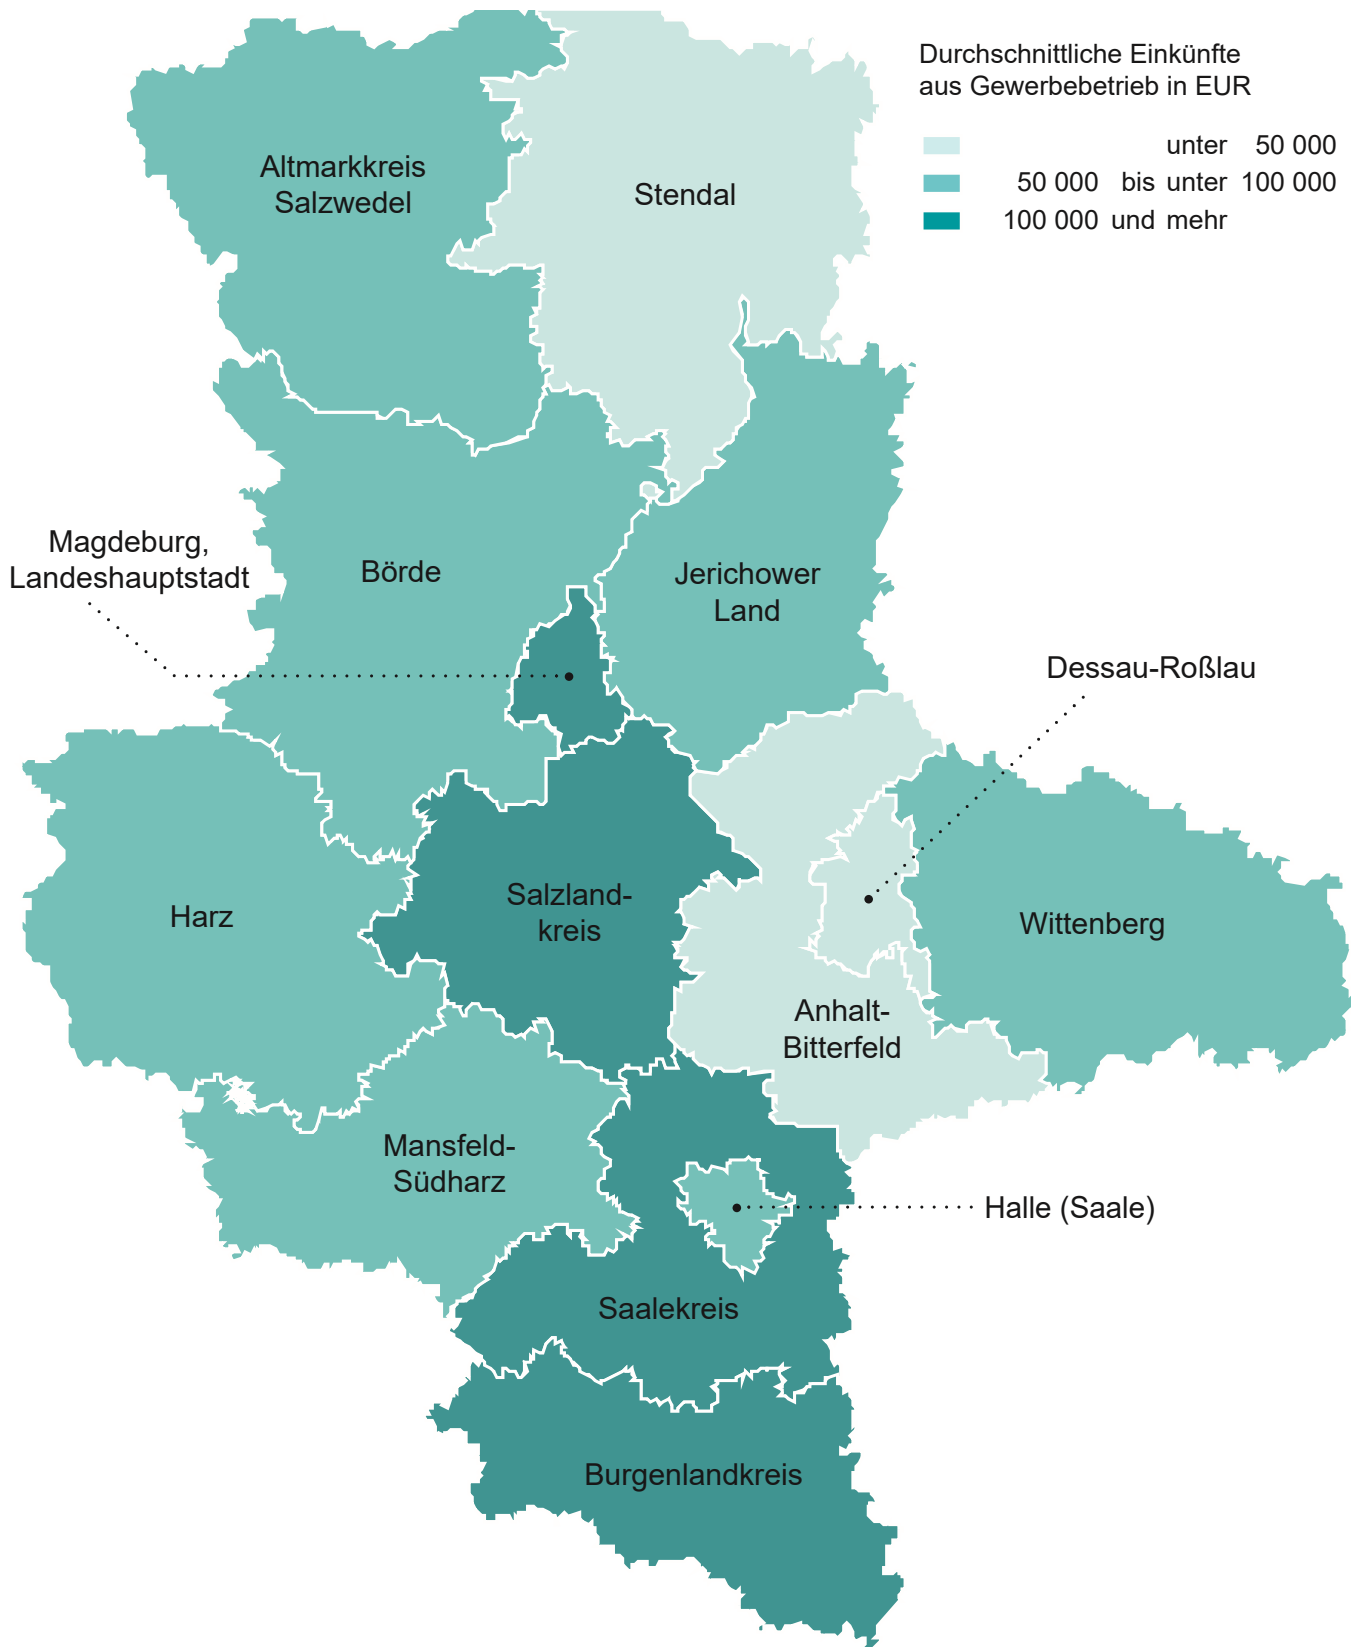 Durchschnittliche Einkünfte
aus Gewerbebetrieb in EUR
unter 50 000
50 000 bis unter 100 000
100 000 und mehr
Altmarkkreis
Salzwedel
Stendal
Magdeburg,
Landeshauptstadt
Börde
Jerichower
Land
Dessau-Roßlau
Harz
Salzland-
kreis
Wittenberg
Anhalt-
Bitterfeld
Mansfeld-
Südharz
Halle (Saale)
Saalekreis
Burgenlandkreis